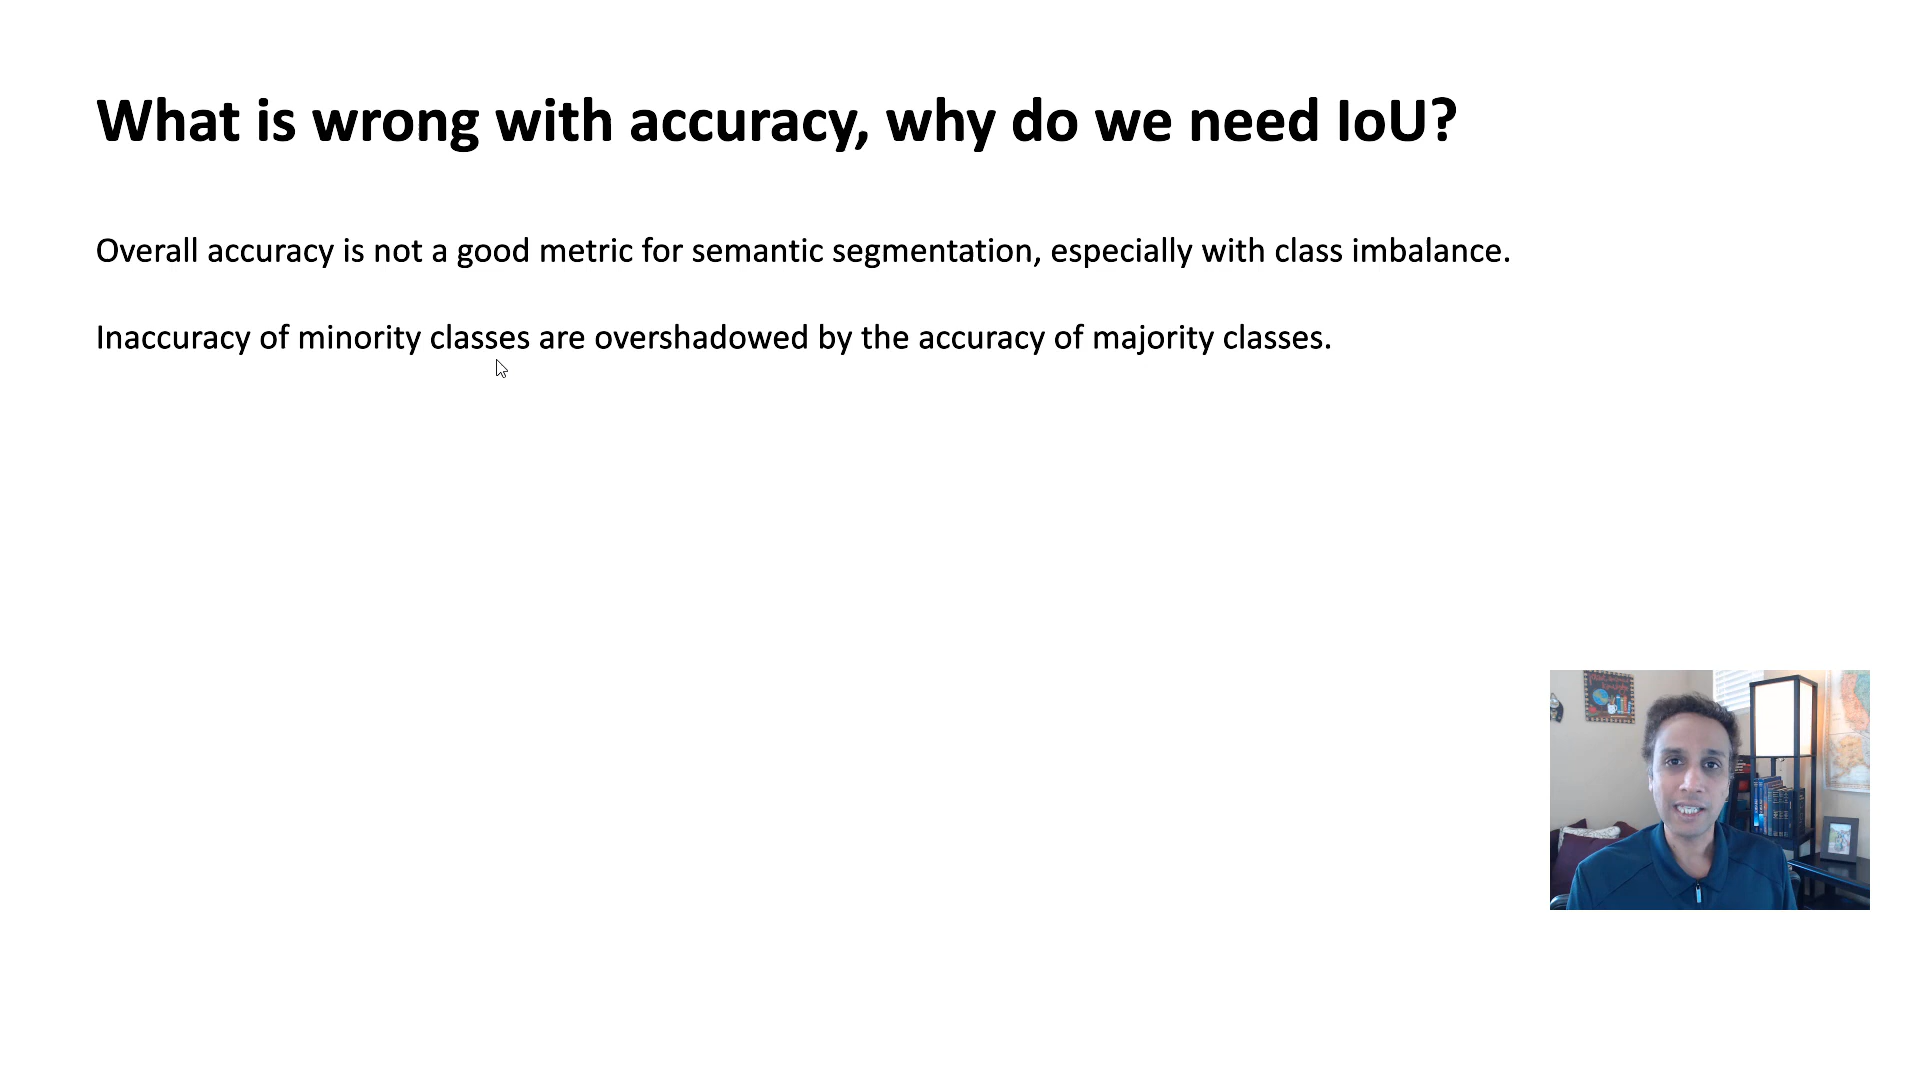 What is wrong with accuracy, why do we need IoU?
Overall accuracy is not a good metric for semantic segmentation, especially with class imbalance.
Inaccuracy of minority classes are overshadowed by the accuracy of majority classes.